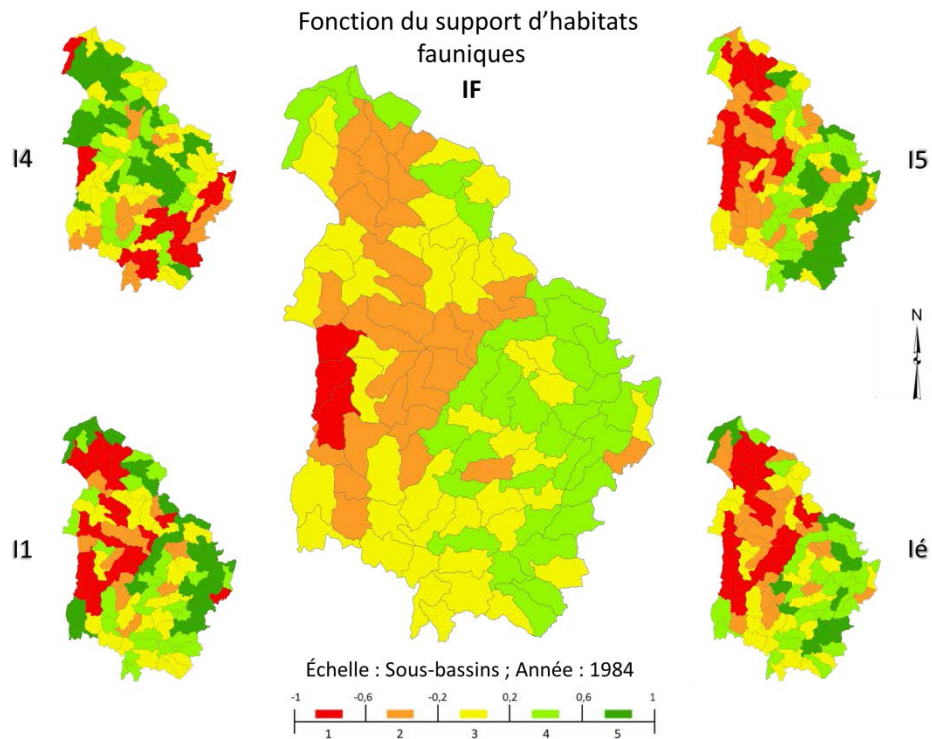 Fonction du support d’habitats
fauniques
IF
I4
I5
N
I1
Ié
Échelle : Sous-bassins ; Année : 1984
-1 -0,6 -0,2 0,2 0,6 1
1 2 3 4 5